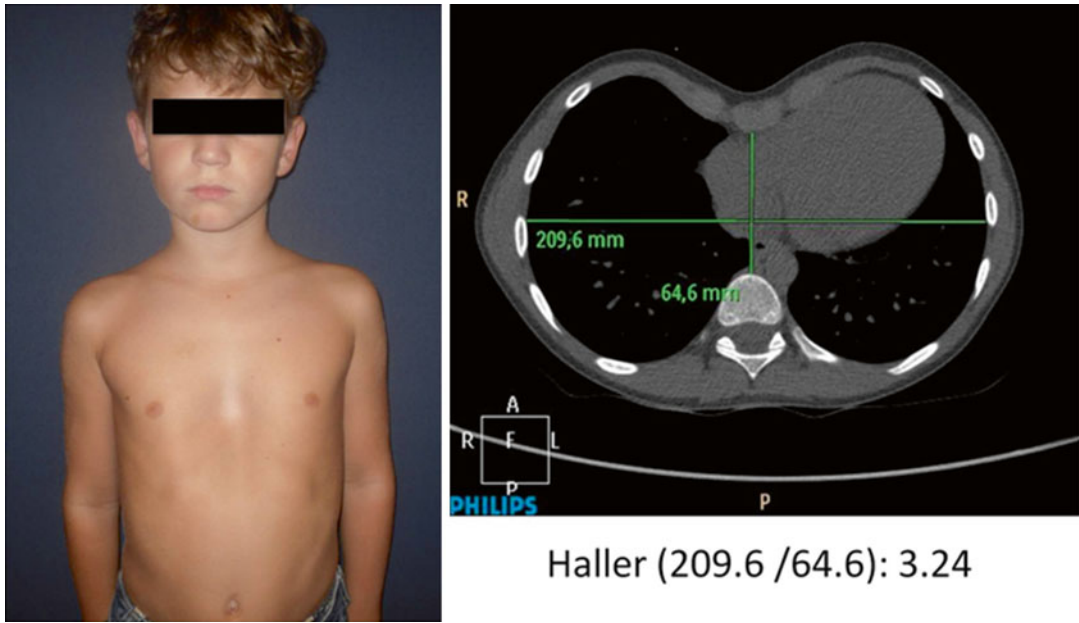 R
209,6 mm
64,6 mm
A
R F L
P
PHILIPS
P
Haller (209.6 /64.6): 3.24